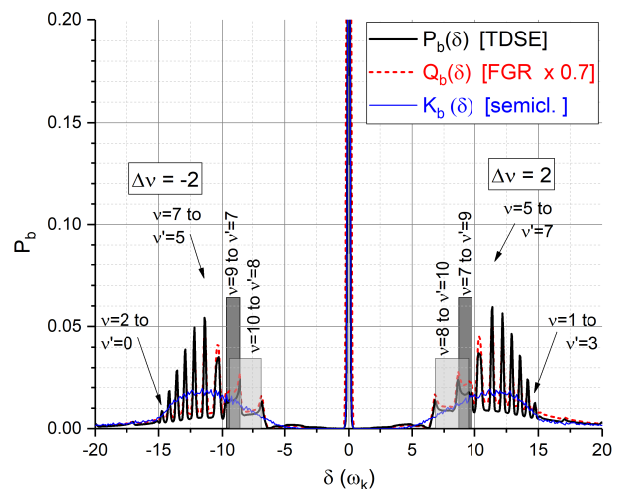 0.20
0.15
0.10
0.05
0.00
P_b
P_b(δ) [TDSE]
Q_b(δ) [FGR x 0.7]
K_b (δ) [semicl. ]
Δν = -2
Δν = 2
ν=7 to
ν'=5
ν=5 to
ν'=7
ν=9 to ν'=7
ν=10 to ν'=8
ν=8 to ν'=10
ν=7 to ν'=9
ν=2 to
ν'=0
ν=1 to
ν'=3
-20 -15 -10 -5 0 5 10 15 20
δ (ω_k)